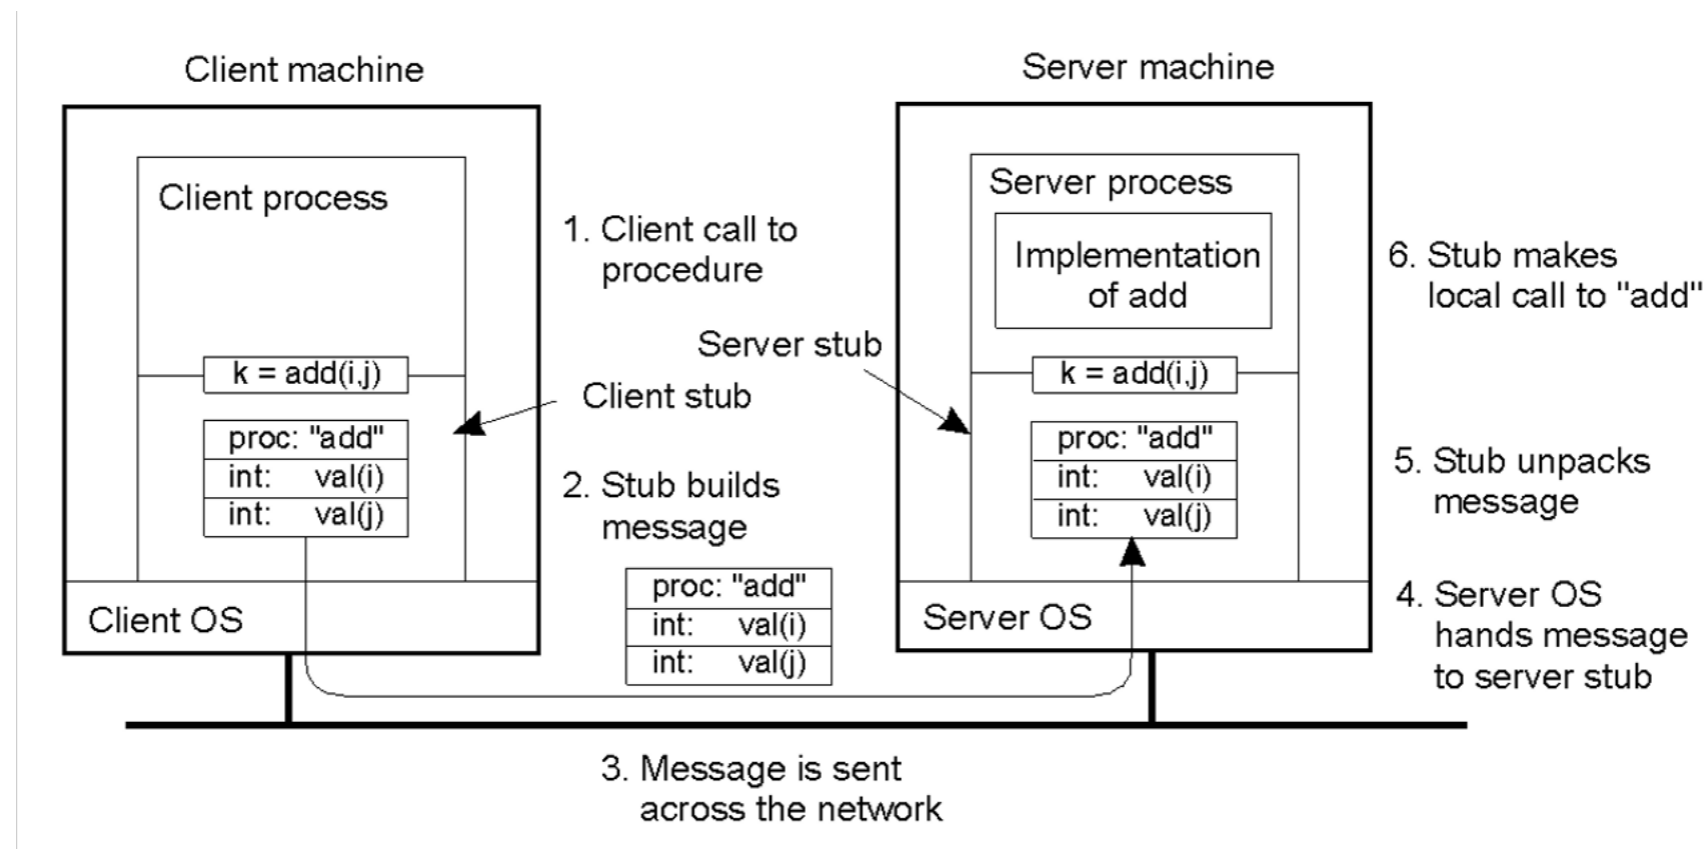 Client machine
Server machine
Client process
1. Client call to
procedure
Server process
Implementation
of add
6. Stub makes
local call to "add"
Server stub
k = add(i,j)
k = add(i,j)
Client stub
proc: "add"
int: val(i)
int: val(j)
2. Stub builds
message
proc: "add"
int: val(i)
int: val(j)
proc: "add"
int: val(i)
int: val(j)
5. Stub unpacks
message
Client OS
Server OS
4. Server OS
hands message
to server stub
3. Message is sent
across the network